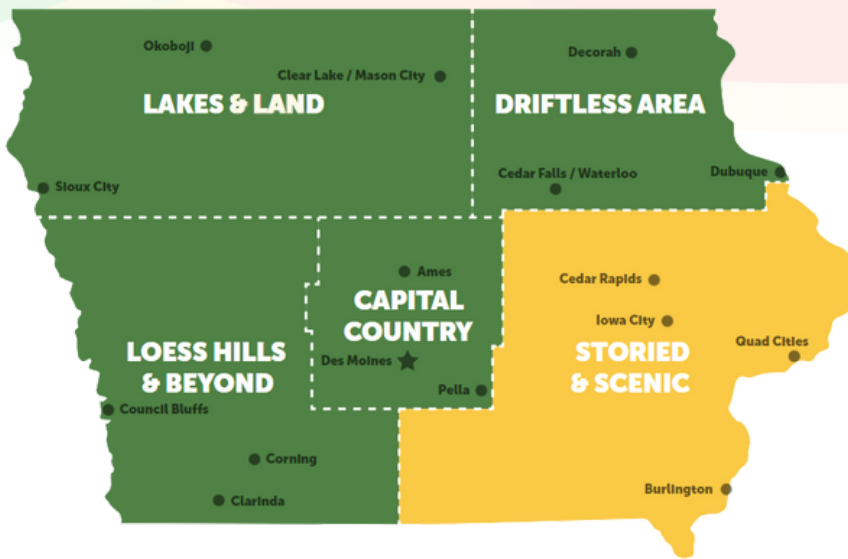 Okoboji
Decorah
Clear Lake / Mason City
LAKES & LAND
DRIFTLESS AREA
Cedar Falls / Waterloo
Dubuque
Sioux City
Ames
Cedar Rapids
CAPITAL
COUNTRY
Iowa City
Quad Cities
LOESS HILLS
& BEYOND
Des Moines
STORIED
& SCENIC
Pella
Council Bluffs
Corning
Clarinda
Burlington